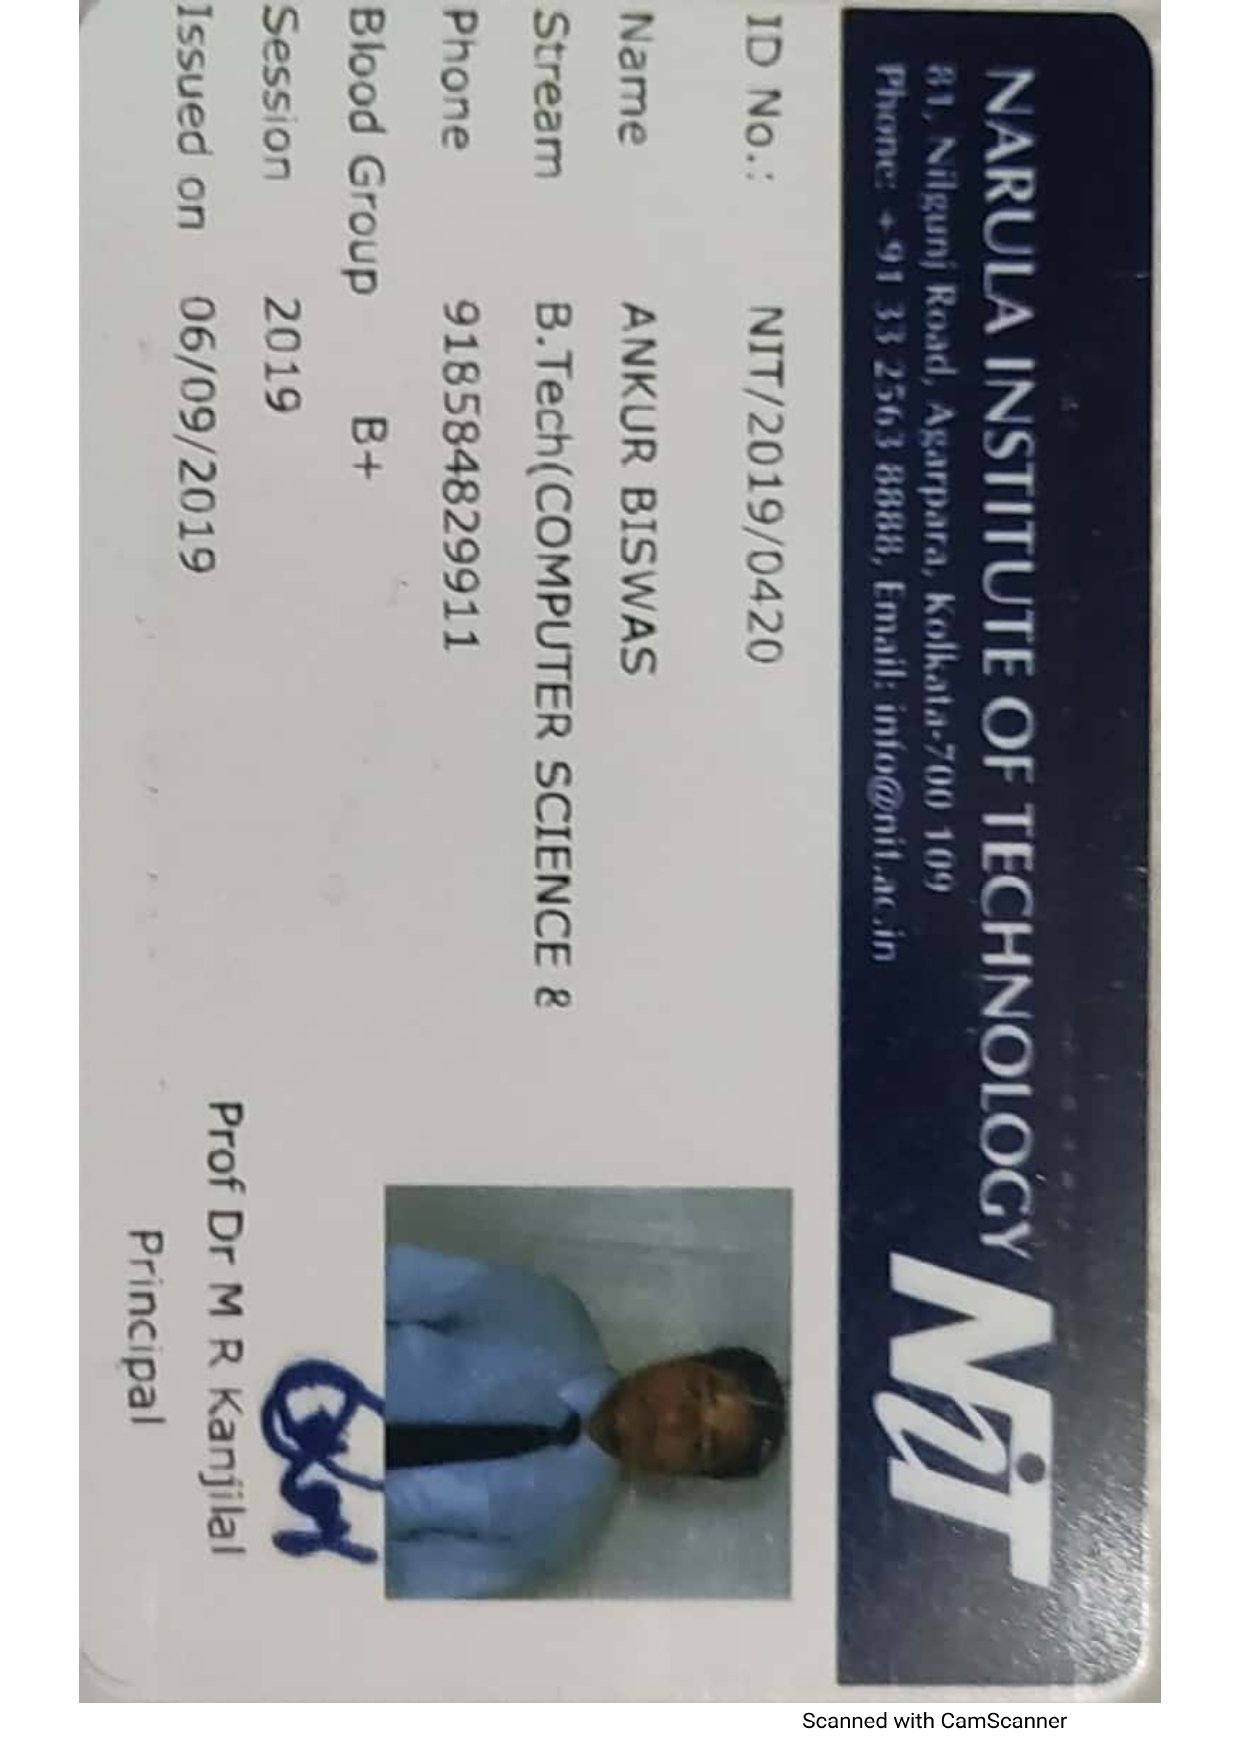 NARULA INSTITUTE OF TECHNOLOGY
NiT
81, Nilgunj Road, Agarpara, Kolkata-700 109
Phone: +91 33 2563 8888, Email: info@nit.ac.in
ID No.: NIT/2019/0420
Name ANKUR BISWAS
Stream B.Tech(COMPUTER SCIENCE &
Phone 918584829911
Blood Group B+
Session 2019
Issued on 06/09/2019
Prof Dr M R Kanjilal
Principal
Scanned with CamScanner